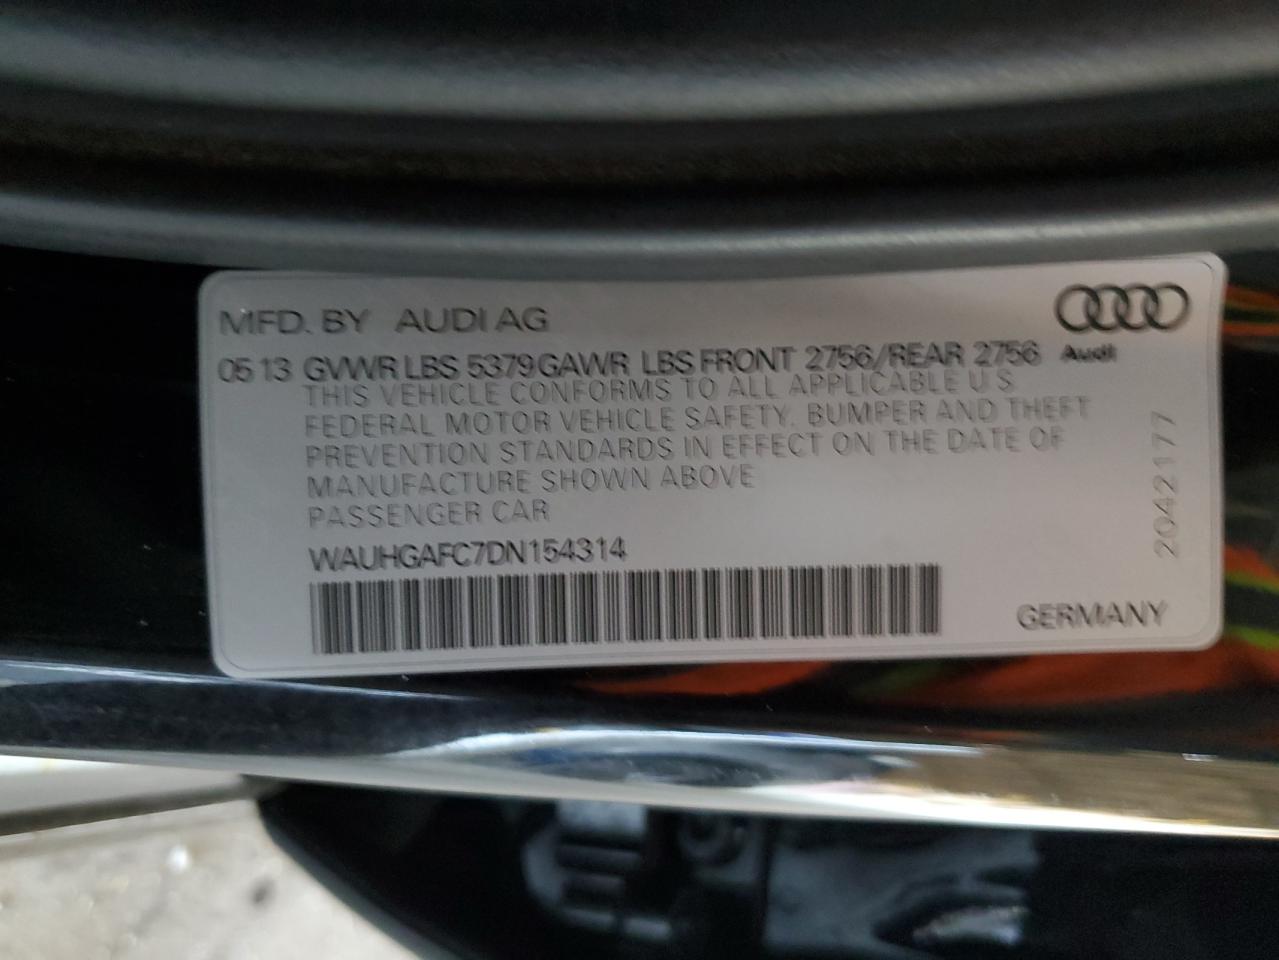 MFD. BY AUDI AG
05 13 GVWR LBS 5379 GAWR LBS FRONT 2756/REAR 2756
Audi
THIS VEHICLE CONFORMS TO ALL APPLICABLE U S
FEDERAL MOTOR VEHICLE SAFETY. BUMPER AND THEFT
PREVENTION STANDARDS IN EFFECT ON THE DATE OF
MANUFACTURE SHOWN ABOVE
PASSENGER CAR
WAUHGAFC7DN154314
GERMANY
2042177